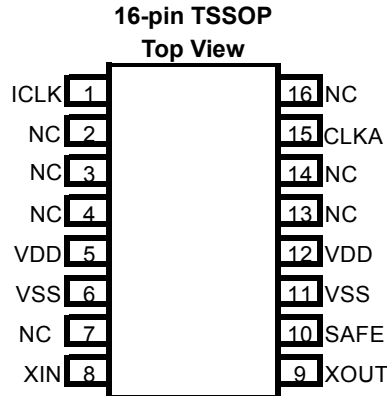 16-pin TSSOP
Top View
ICLK 1 16 NC
NC 2 15 CLKA
NC 3 14 NC
NC 4 13 NC
VDD 5 12 VDD
VSS 6 11 VSS
NC 7 10 SAFE
XIN 8 9 XOUT